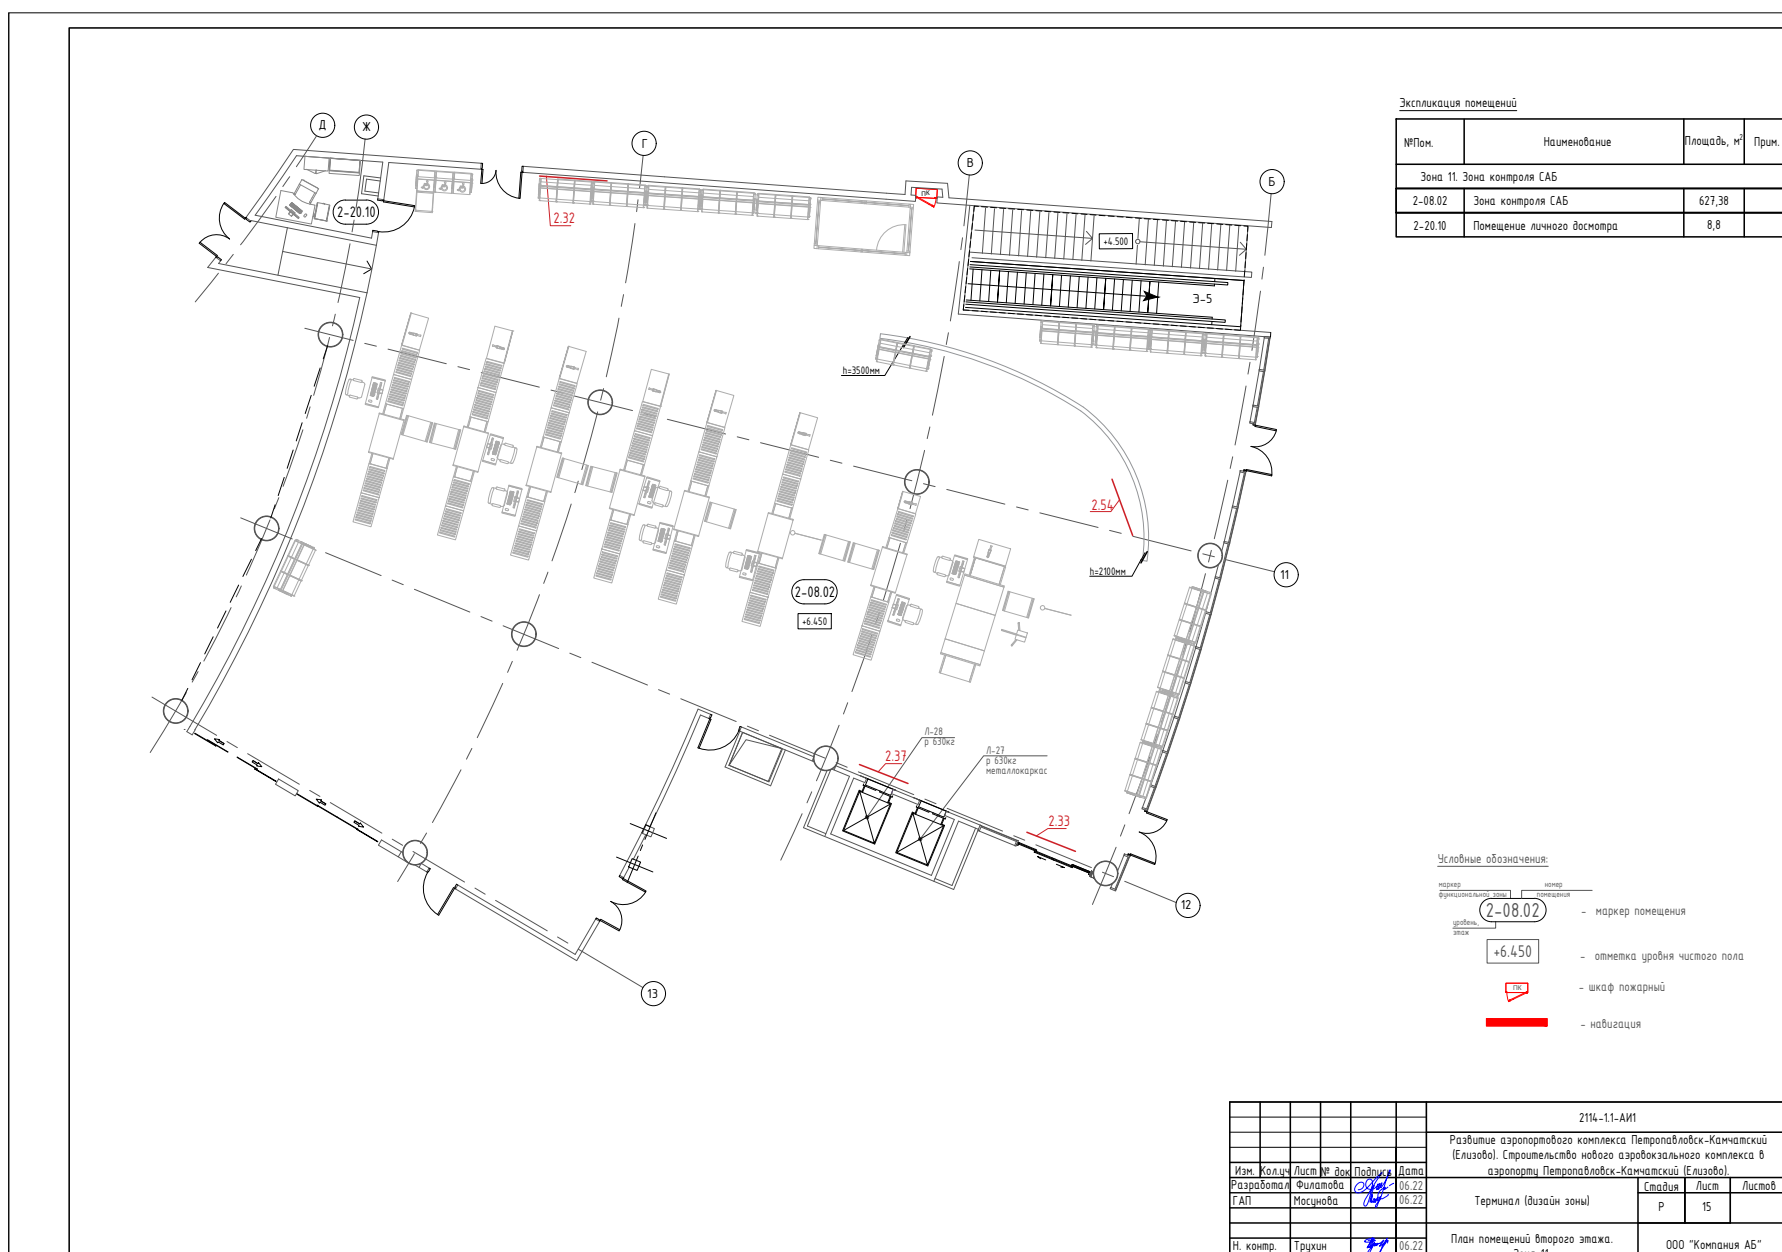 Экспликация помещений
№Пом. Наименование Площадь, м² Прим.
Зона 11. Зона контроля САБ
2-08.02 Зона контроля САБ 627,38
2-20.10 Помещение личного досмотра 8,8
Д
Ж
Г
В
Б
2-20.10
2.32
ПК
+4.500
Э-5
h=3500мм
2.54
h=2100мм
11
2-08.02
+6.450
Л-28
р 630кг
2.37
Л-27
р 630кг
металлокаркас
2.33
12
13
Условные обозначения:
маркер
функциональной зоны
номер
помещения
2-08.02
- маркер помещения
уровень,
этаж
+6.450
- отметка уровня чистого пола
ПК
- шкаф пожарный
- навигация
2114-1.1-АИ1
Развитие аэропортового комплекса Петропавловск-Камчатский
(Елизово). Строительство нового аэровокзального комплекса в
аэропорту Петропавловск-Камчатский (Елизово).
Изм. Кол.уч Лист № док Подпись Дата
Разработал Филатова 06.22
ГАП Мосунова 06.22
Терминал (дизайн зоны)
Стадия Лист Листов
Р 15
Н. контр. Трухин 06.22
План помещений второго этажа.
Зона 11
ООО "Компания АБ"